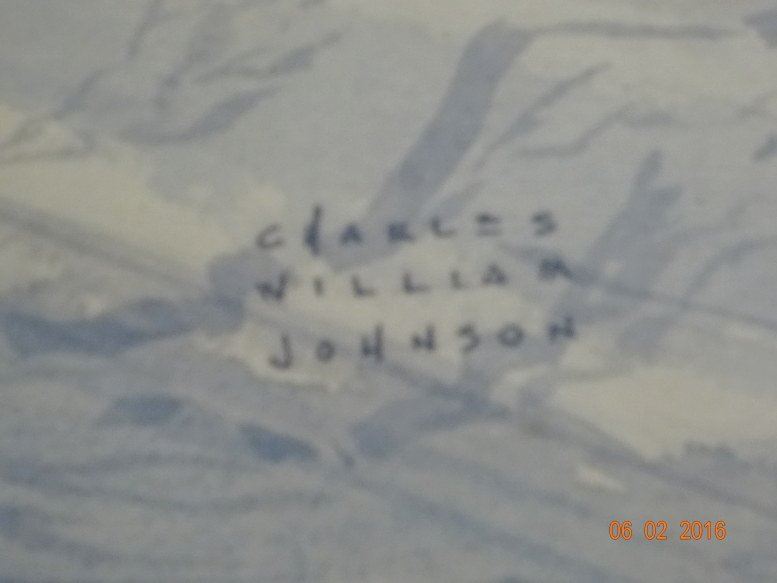 CHARLES
WILLIAM
JOHNSON
06 02 2016